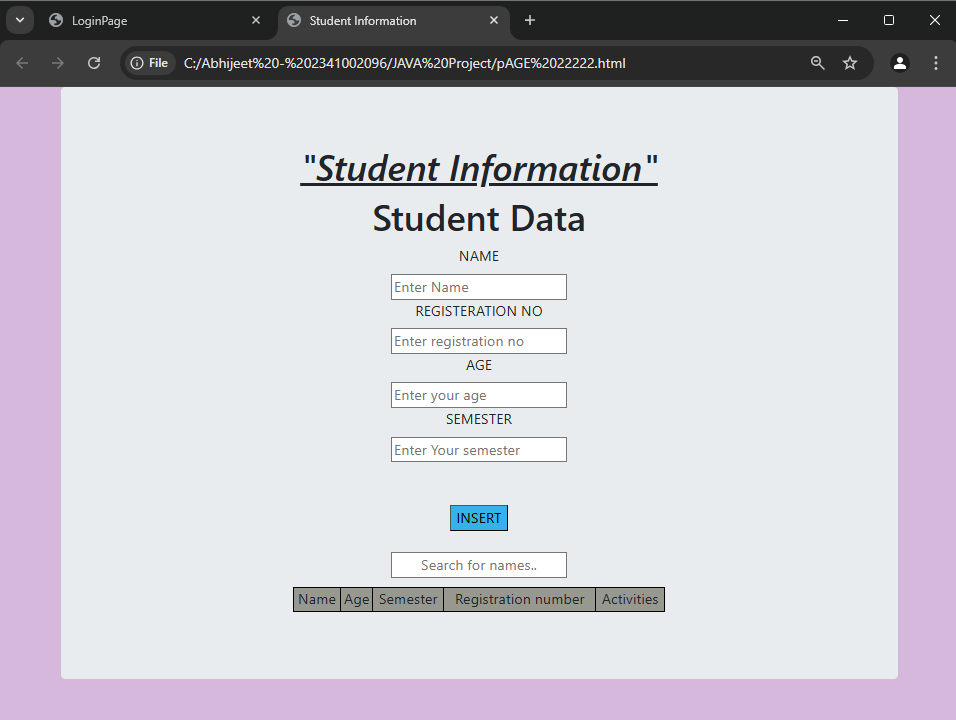 LoginPage
Student Information
File C:/Abhijeet%20-%202341002096/JAVA%20Project/pAGE%2022222.html
"Student Information"
Student Data
NAME
Enter Name
REGISTERATION NO
Enter registration no
AGE
Enter your age
SEMESTER
Enter Your semester
INSERT
Search for names..
Name Age Semester Registration number Activities